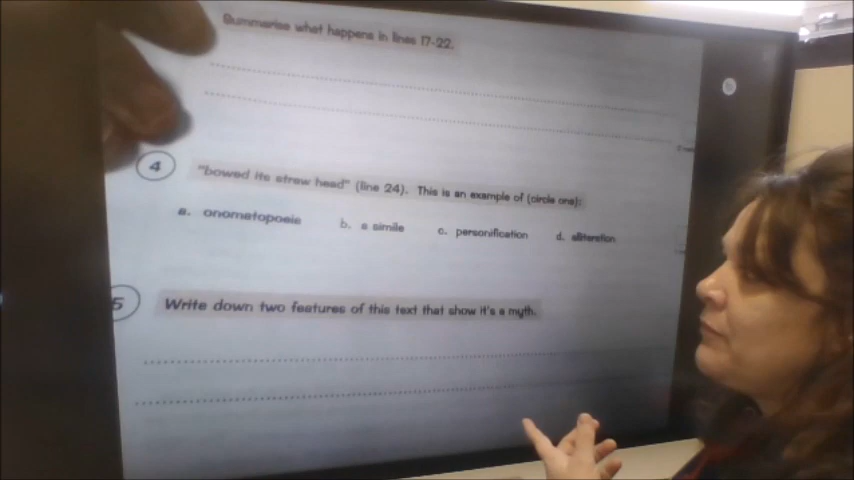 Summarise what happens in lines 17-22.
4 "bowed its straw head" (line 24). This is an example of (circle one):
a. onomatopoeia b. a simile c. personification d. alliteration
5 Write down two features of this text that show it's a myth.